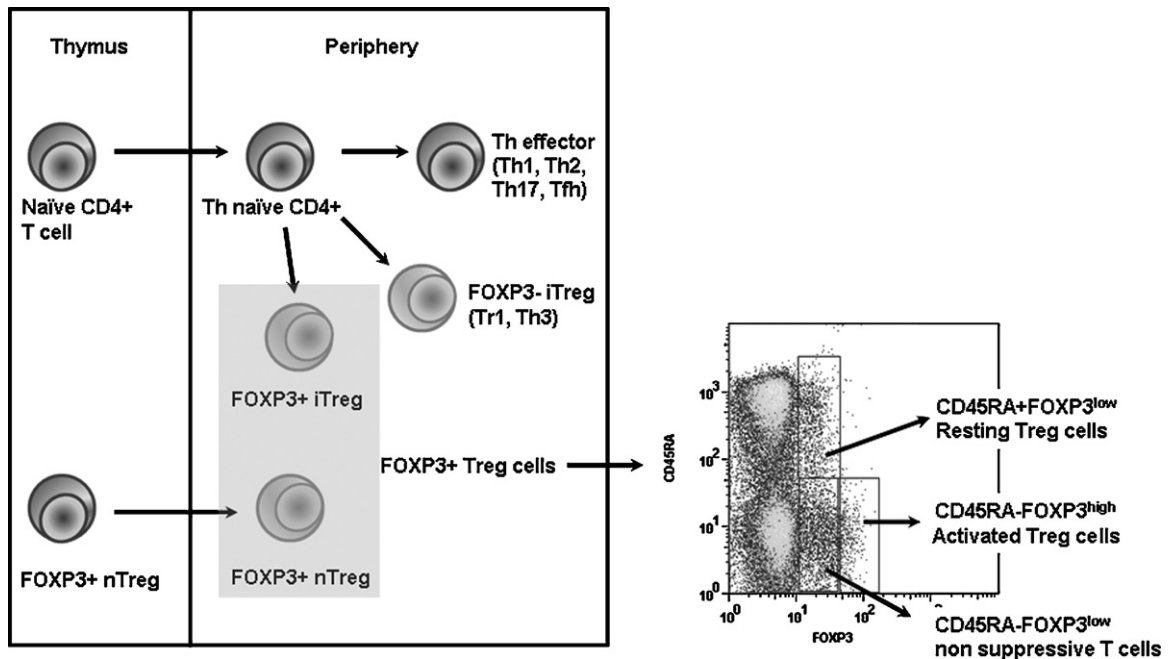 Thymus
Periphery
Naïve CD4+
T cell
Th naïve CD4+
Th effector
(Th1, Th2,
Th17, Tfh)
FOXP3- iTreg
(Tr1, Th3)
FOXP3+ iTreg
FOXP3+ Treg cells
FOXP3+ nTreg
FOXP3+ nTreg
CD45RA
10³
10²
10¹
10⁰
10⁰ 10¹ 10²
FOXP3
CD45RA+FOXP3low
Resting Treg cells
CD45RA-FOXP3high
Activated Treg cells
CD45RA-FOXP3low
non suppressive T cells